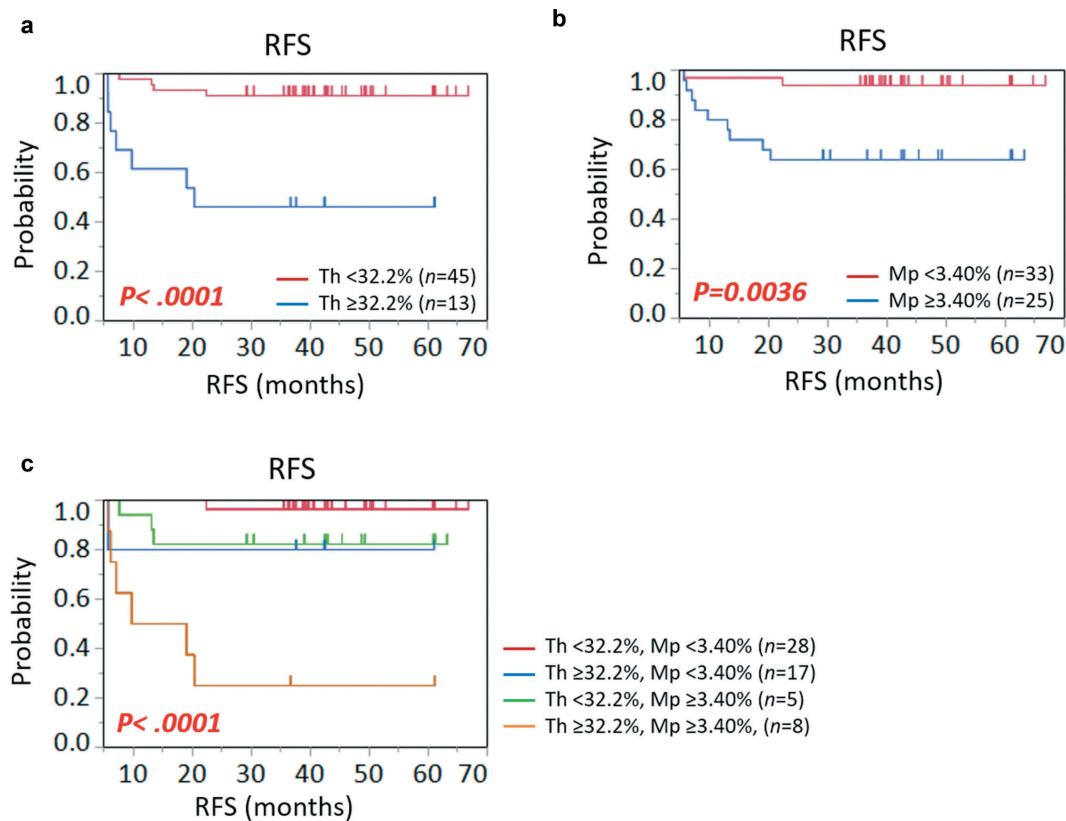 a
RFS
Probability
1.0
0.8
0.6
0.4
0.2
0.0
P< .0001
Th <32.2% (n=45)
Th ≥32.2% (n=13)
10 20 30 40 50 60 70
RFS (months)
b
RFS
Probability
1.0
0.8
0.6
0.4
0.2
0.0
P=0.0036
Mp <3.40% (n=33)
Mp ≥3.40% (n=25)
10 20 30 40 50 60 70
RFS (months)
c
RFS
Probability
1.0
0.8
0.6
0.4
0.2
0.0
P< .0001
10 20 30 40 50 60 70
RFS (months)
Th <32.2%, Mp <3.40% (n=28)
Th ≥32.2%, Mp <3.40% (n=17)
Th <32.2%, Mp ≥3.40% (n=5)
Th ≥32.2%, Mp ≥3.40%, (n=8)